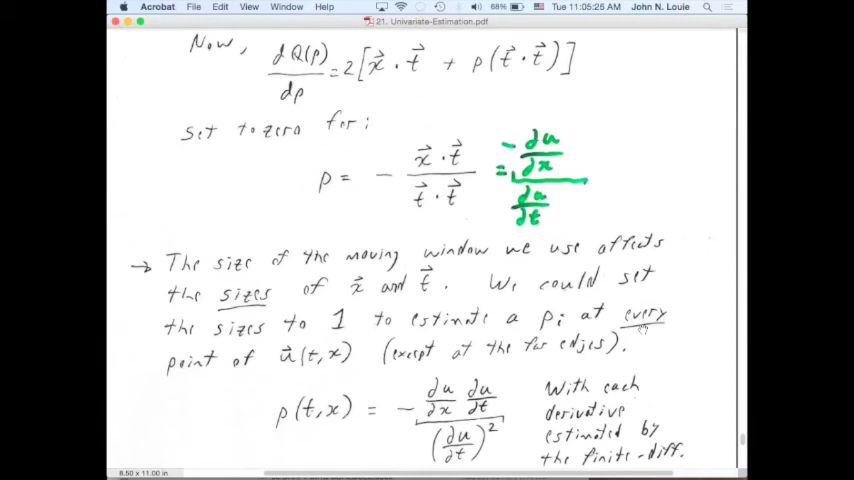 Acrobat File Edit View Window Help 68% 11:05:25 AM John N. Louie
21. Univariate-Estimation.pdf
Now, dQ(p)/dp = 2[x⃗ · t⃗ + p(t⃗ · t⃗)]
set to zero for:
p = - x⃗ · t⃗ / t⃗ · t⃗ = -∂u/∂x / ∂u/∂t
→ The size of the moving window we use affects
the sizes of x⃗ and t⃗. We could set
the sizes to 1 to estimate a pᵢ at every
point of u⃗(t,x) (except at the far edges).
p(t,x) = - ∂u/∂x ∂u/∂t / (∂u/∂t)²
With each
derivative
estimated by
the finite-diff.
8.50 x 11.00 in